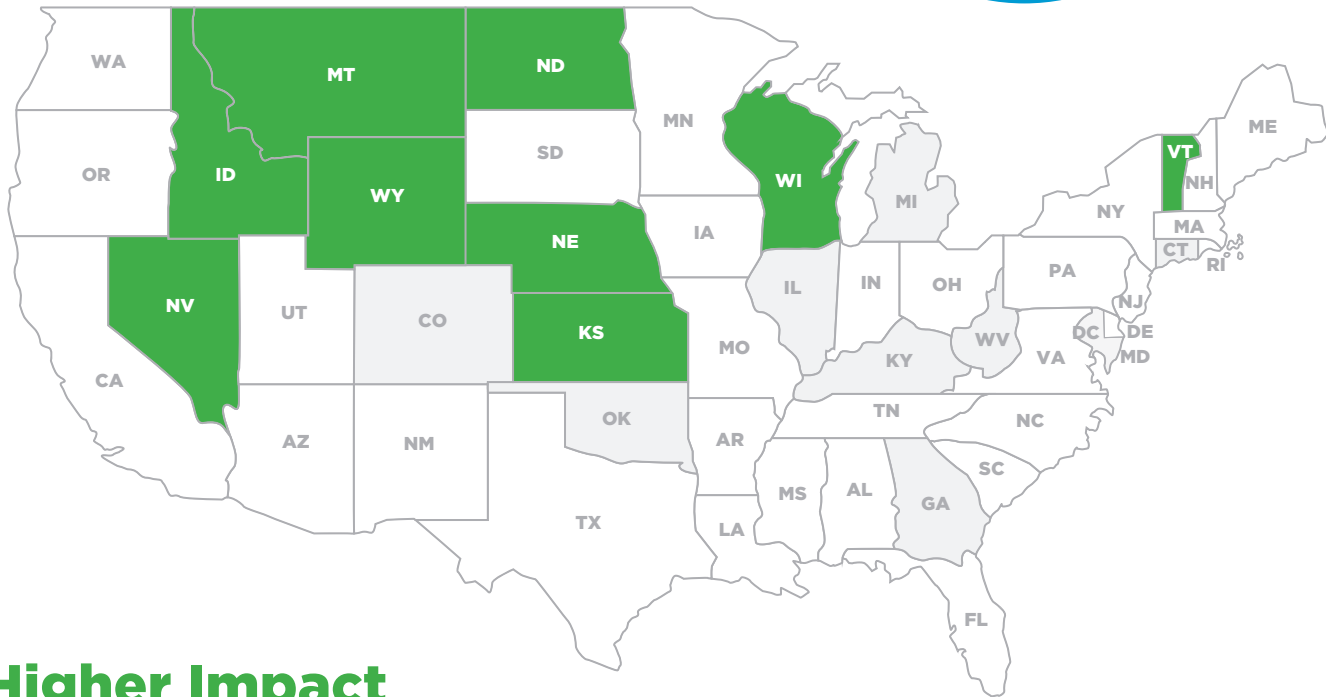 WA
MT
ND
MN
ME
OR
ID
SD
WI
VT
NH
WY
MI
NY
MA
NE
IA
CT
RI
NV
UT
CO
IL
IN
OH
PA
NJ
KS
MO
KY
WV
VA
DC
DE
MD
CA
AZ
NM
OK
AR
TN
NC
SC
TX
LA
MS
AL
GA
FL
Higher Impact